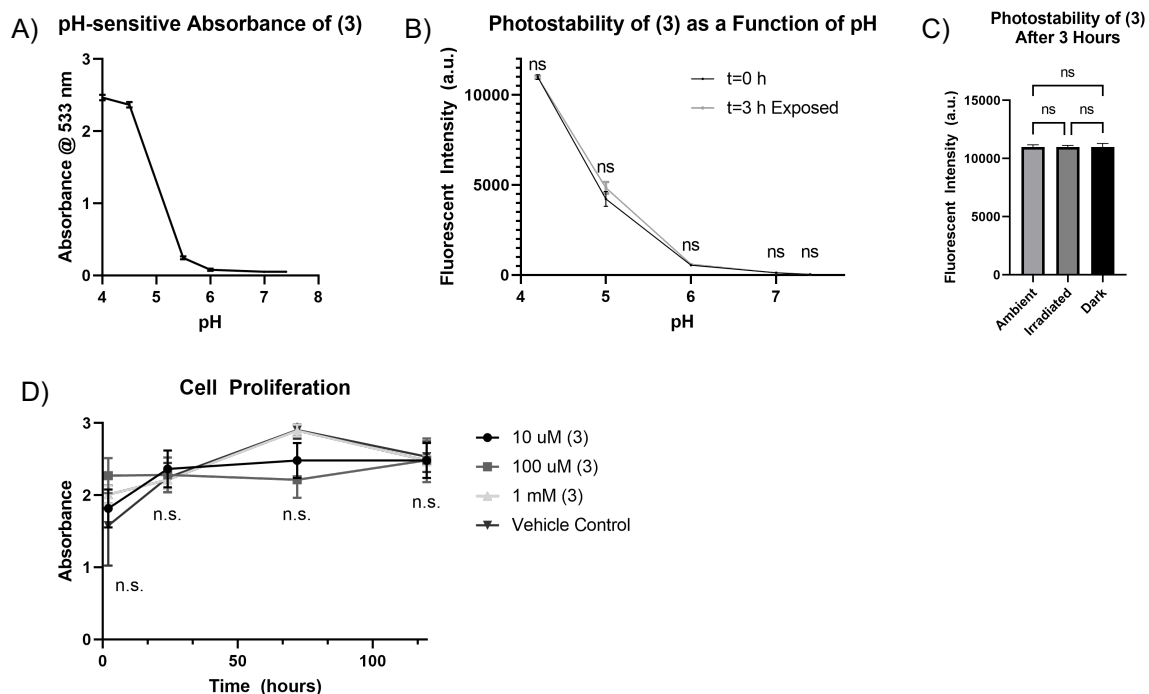 A)
pH-sensitive Absorbance of (3)
Absorbance @ 533 nm
3
2
1
0
4 5 6 7 8
pH
B)
Photostability of (3) as a Function of pH
Fluorescent Intensity (a.u.)
10000
5000
0
ns
ns
ns
ns ns
t=0 h
t=3 h Exposed
4 5 6 7
pH
C)
Photostability of (3)
After 3 Hours
Fluorescent Intensity (a.u.)
15000
10000
5000
0
ns
ns ns
Ambient
Irradiated
Dark
D)
Cell Proliferation
Absorbance
3
2
1
0
n.s.
n.s.
n.s.
n.s.
0 50 100
Time (hours)
10 uM (3)
100 uM (3)
1 mM (3)
Vehicle Control